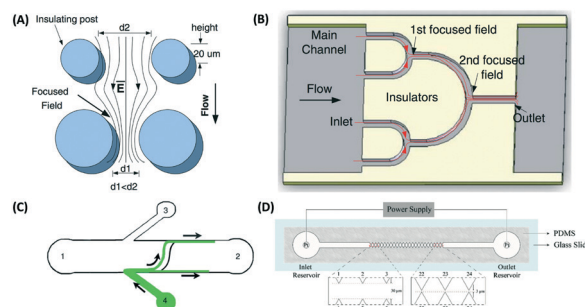 (A)
Insulating post
d2
height
20 um
E
Focused
Field
Flow
d1
d1<d2
(B)
Main
Channel
1st focused field
2nd focused
field
Flow
Insulators
Inlet
Outlet
(C)
1
2
3
4
(D)
Power Supply
PDMS
Glass Slide
Pt
Pt
Inlet
Reservoir
Outlet
Reservoir
1 2 3
22 23 24